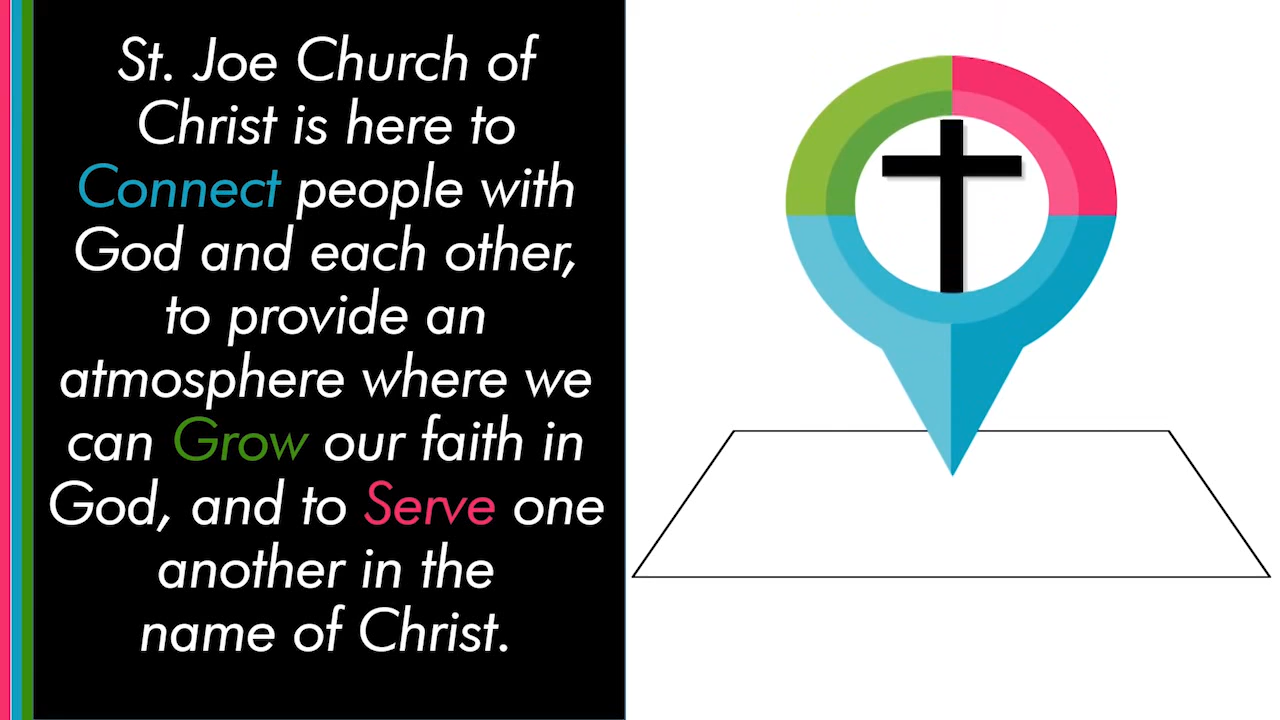 St. Joe Church of
Christ is here to
Connect people with
God and each other,
to provide an
atmosphere where we
can Grow our faith in
God, and to Serve one
another in the
name of Christ.